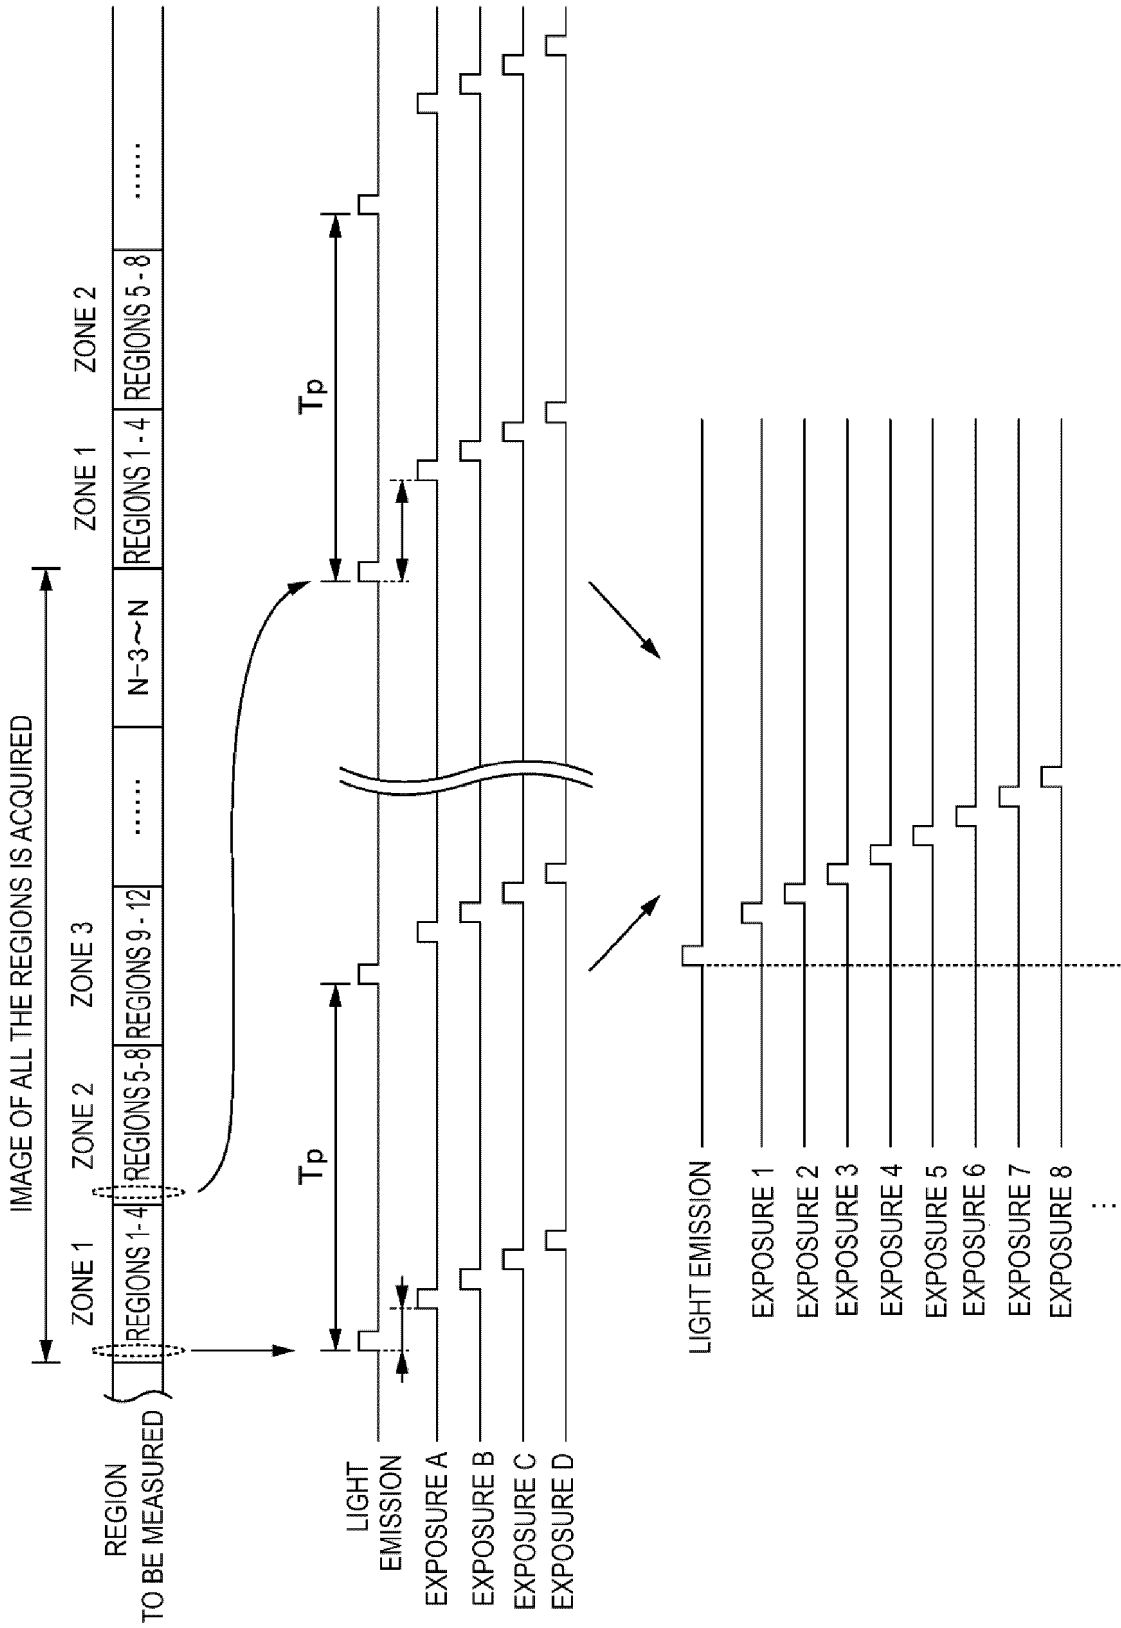 IMAGE OF ALL THE REGIONS IS ACQUIRED
ZONE 1
ZONE 2
ZONE 3
ZONE 1
ZONE 2
REGION
TO BE MEASURED
REGIONS 1-4
REGIONS 5-8
REGIONS 9 - 12
......
N-3~N
REGIONS 1 - 4
REGIONS 5 - 8
......
Tp
Tp
LIGHT
EMISSION
EXPOSURE A
EXPOSURE B
EXPOSURE C
EXPOSURE D
LIGHT EMISSION
EXPOSURE 1
EXPOSURE 2
EXPOSURE 3
EXPOSURE 4
EXPOSURE 5
EXPOSURE 6
EXPOSURE 7
EXPOSURE 8
...